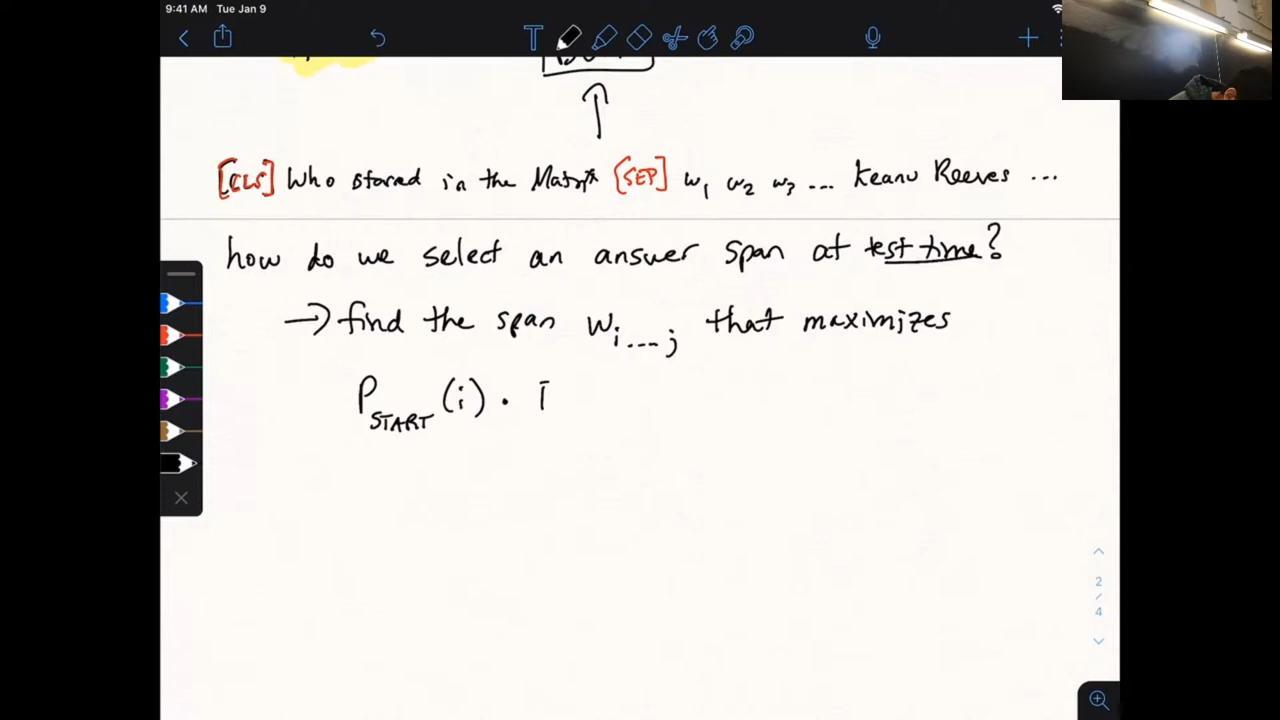 9:41 AM Tue Jan 9
[CLS] Who starred in the Matrix [SEP] w1 w2 w3 ... Keanu Reeves ...
how do we select an answer span at test time?
→ find the span wi...j that maximizes
PSTART(i) ·
2
/
4